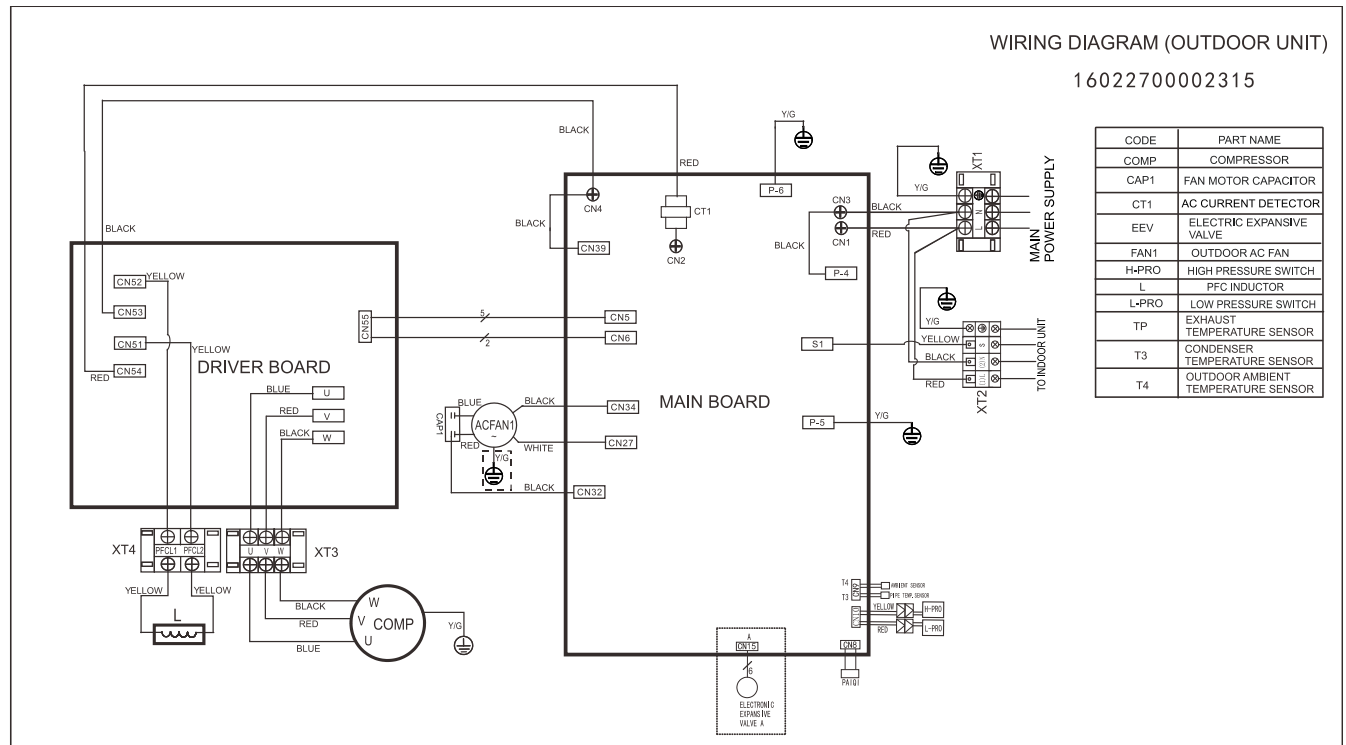 WIRING DIAGRAM (OUTDOOR UNIT)
16022700002315
CODE PART NAME
COMP COMPRESSOR
CAP1 FAN MOTOR CAPACITOR
CT1 AC CURRENT DETECTOR
EEV ELECTRIC EXPANSIVE
VALVE
FAN1 OUTDOOR AC FAN
H-PRO HIGH PRESSURE SWITCH
L PFC INDUCTOR
L-PRO LOW PRESSURE SWITCH
TP EXHAUST
TEMPERATURE SENSOR
T3 CONDENSER
TEMPERATURE SENSOR
T4 OUTDOOR AMBIENT
TEMPERATURE SENSOR
BLACK
RED
Y/G
P-6
CN4
CT1
CN2
BLACK
CN39
CN3
BLACK
CN1
RED
BLACK
P-4
Y/G
XT1
N
L
MAIN
POWER SUPPLY
BLACK
CN52
YELLOW
CN53
CN51
YELLOW
RED
CN54
DRIVER BOARD
CN55
5
CN5
2
CN6
BLUE
U
RED
V
BLACK
W
MAIN BOARD
S1
Y/G
YELLOW
S
BLACK
RED
XT2
TO INDOOR UNIT
P-5
Y/G
CAP1
BLUE
RED
ACFAN1
~
Y/G
BLACK
CN34
WHITE
CN27
BLACK
CN32
XT4
PFCL1 PFCL2
U V W
XT3
YELLOW
YELLOW
L
BLACK
RED
BLUE
W
V
U
COMP
Y/G
T4
T3
CN9
AMBIENT SENSOR
PIPE TEMP. SENSOR
CN10
YELLOW
H-PRO
RED
L-PRO
CN8
PAIQI
A
CN15
6
ELECTRONIC
EXPANSIVE
VALVE A